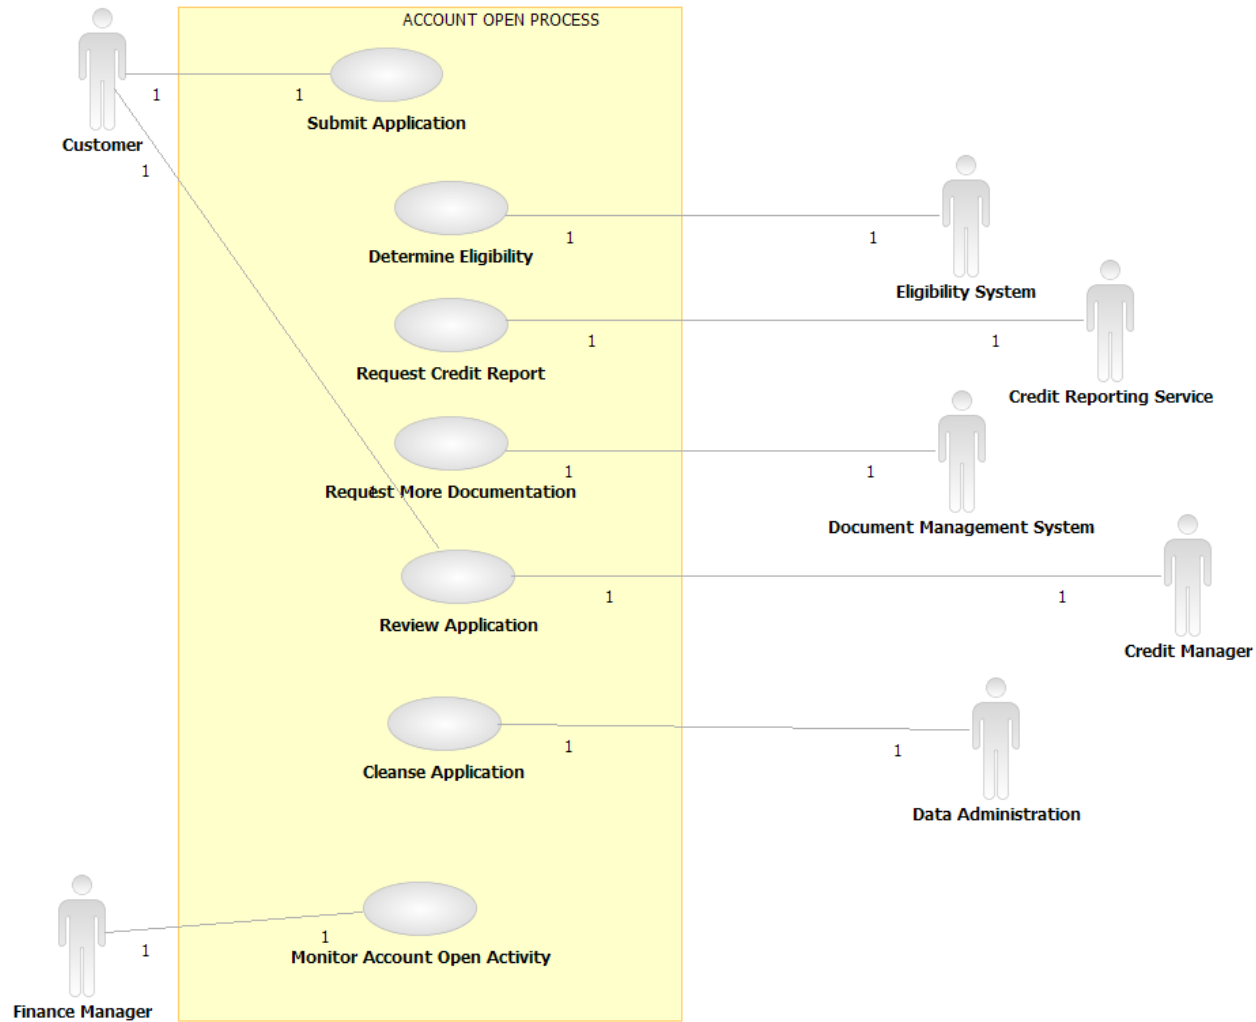 ACCOUNT OPEN PROCESS
1 1
Submit Application
Customer
1
1 1
Determine Eligibility
Eligibility System
1 1
Request Credit Report
Credit Reporting Service
1 1
Request More Documentation
1
Document Management System
1 1
Review Application
Credit Manager
1 1
Cleanse Application
Data Administration
1 1
Monitor Account Open Activity
Finance Manager